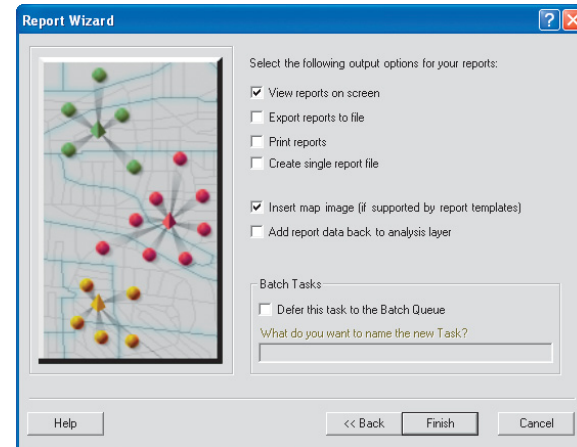 Report Wizard
Select the following output options for your reports:
View reports on screen
Export reports to file
Print reports
Create single report file
Insert map image (if supported by report templates)
Add report data back to analysis layer
Batch Tasks
Defer this task to the Batch Queue
What do you want to name the new Task?
Help
<< Back
Finish
Cancel